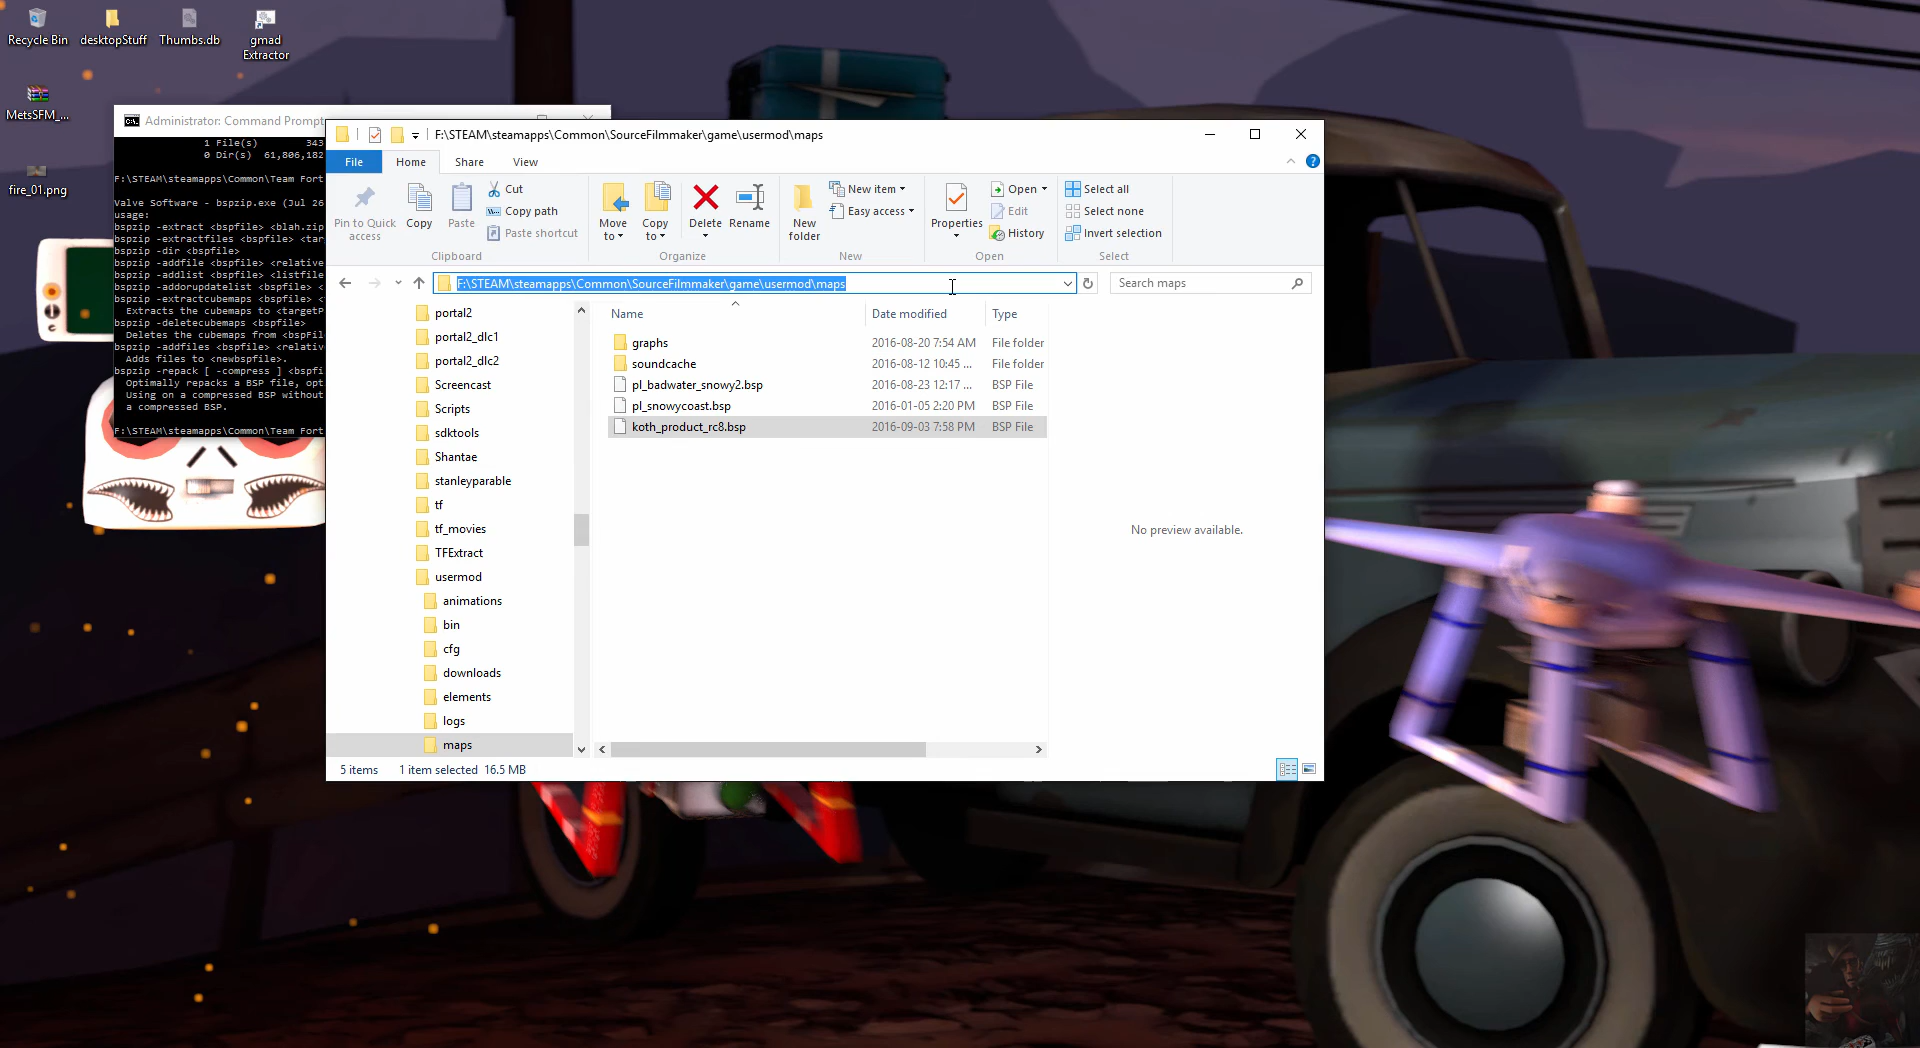 Recycle Bin
desktopStuff
Thumbs.db
gmad
Extractor
MetsSFM_...
fire_01.png
Administrator: Command Prompt
1 File(s) 343
0 Dir(s) 61,806,182
F:\STEAM\steamapps\Common\Team Fort
Valve Software - bspzip.exe (Jul 26
usage:
bspzip -extract <bspfile> <blah.zip
bspzip -extractfiles <bspfile> <tar
bspzip -dir <bspfile>
bspzip -addfile <bspfile> <relative
bspzip -addlist <bspfile> <listfile
bspzip -addorupdatelist <bspfile> <
bspzip -extractcubemaps <bspfile> <
Extracts the cubemaps to <targetP
bspzip -deletecubemaps <bspfile>
Deletes the cubemaps from <bspFil
bspzip -addfiles <bspfile> <relativ
Adds files to <newbspfile>.
bspzip -repack [ -compress ] <bspfi
Optimally repacks a BSP file, opt
Using on a compressed BSP without
a compressed BSP.
F:\STEAM\steamapps\Common\Team Fort
F:\STEAM\steamapps\Common\SourceFilmmaker\game\usermod\maps
File
Home
Share
View
Pin to Quick
access
Copy
Paste
Cut
Copy path
Paste shortcut
Clipboard
Move
to
Copy
to
Delete
Rename
Organize
New
folder
New item
Easy access
New
Properties
Open
Edit
History
Open
Select all
Select none
Invert selection
Select
F:\STEAM\steamapps\Common\SourceFilmmaker\game\usermod\maps
Search maps
portal2
portal2_dlc1
portal2_dlc2
Screencast
Scripts
sdktools
Shantae
stanleyparable
tf
tf_movies
TFExtract
usermod
animations
bin
cfg
downloads
elements
logs
maps
Name Date modified Type
graphs 2016-08-20 7:54 AM File folder
soundcache 2016-08-12 10:45 ... File folder
pl_badwater_snowy2.bsp 2016-08-23 12:17 ... BSP File
pl_snowycoast.bsp 2016-01-05 2:20 PM BSP File
koth_product_rc8.bsp 2016-09-03 7:58 PM BSP File
No preview available.
5 items 1 item selected 16.5 MB